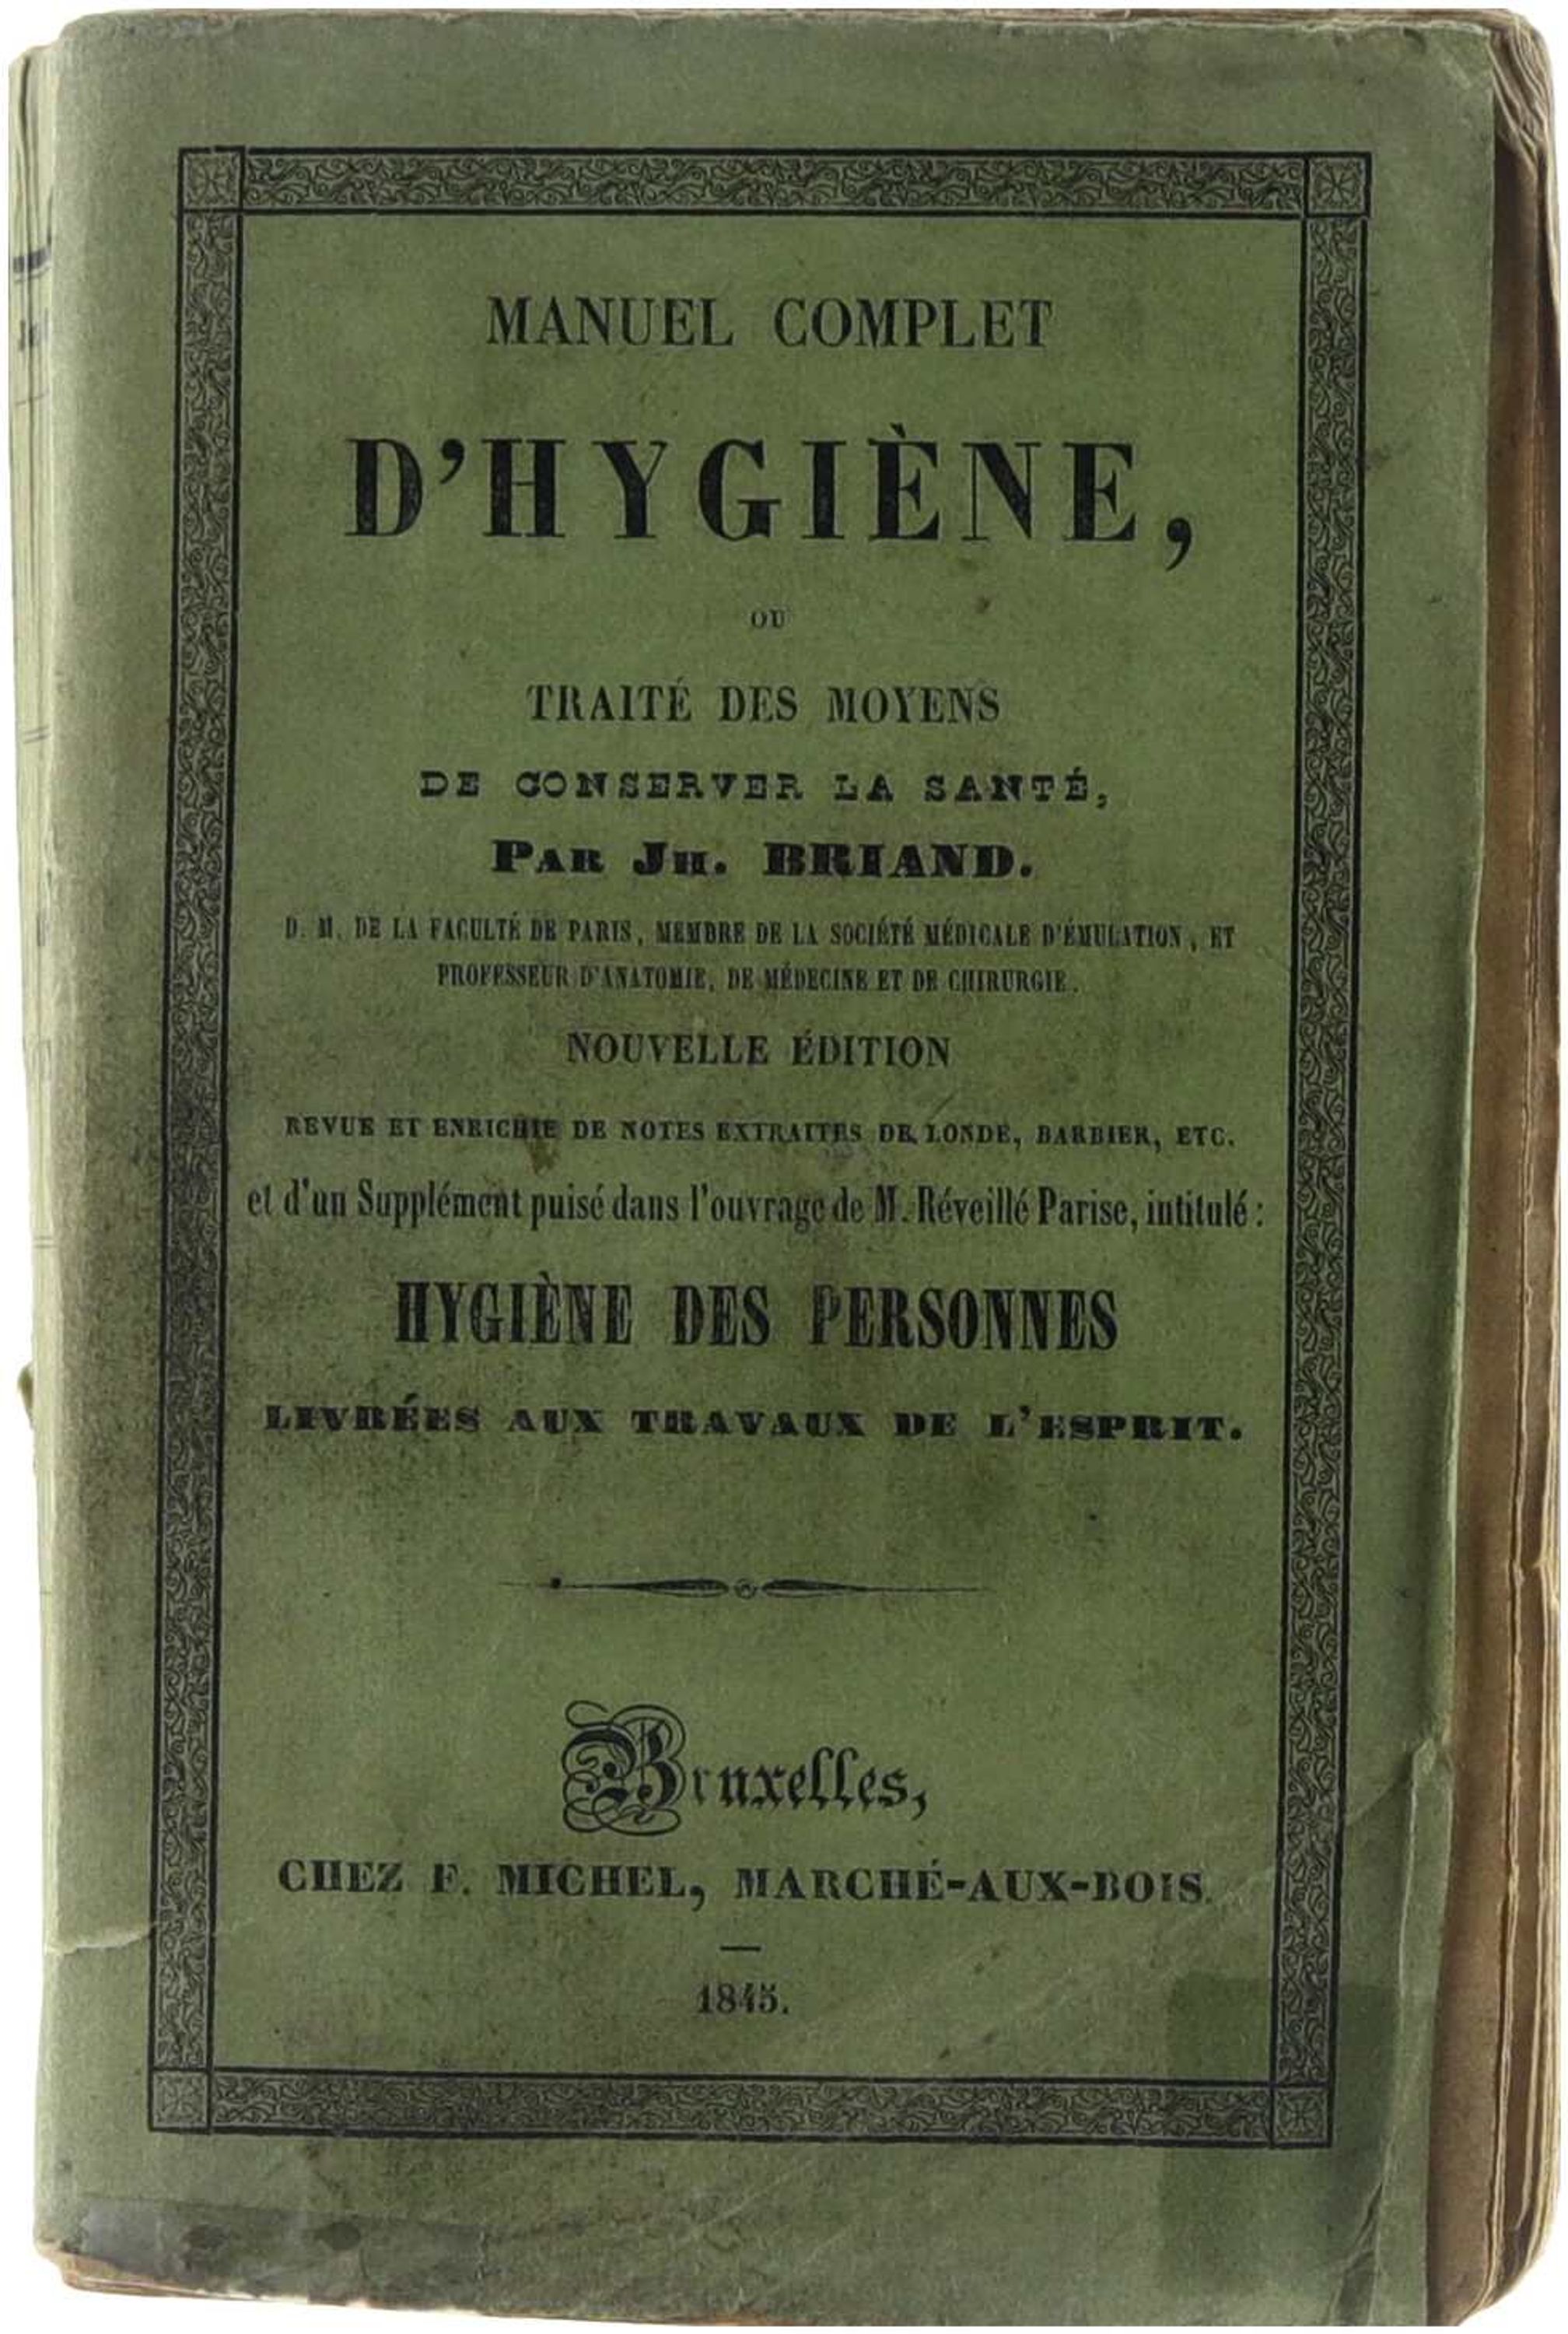 MANUEL COMPLET
D'HYGIÈNE,
OU
TRAITÉ DES MOYENS
DE CONSERVER LA SANTÉ,
PAR JH. BRIAND.
D. M. DE LA FACULTÉ DE PARIS, MEMBRE DE LA SOCIÉTÉ MÉDICALE D'ÉMULATION, ET
PROFESSEUR D'ANATOMIE, DE MÉDECINE ET DE CHIRURGIE.
NOUVELLE ÉDITION
REVUE ET ENRICHIE DE NOTES EXTRAITES DE LONDE, BARBIER, ETC.
et d'un Supplément puisé dans l'ouvrage de M. Réveillé Parise, intitulé :
HYGIÈNE DES PERSONNES
LIVRÉES AUX TRAVAUX DE L'ESPRIT.
Bruxelles,
CHEZ F. MICHEL, MARCHÉ-AUX-BOIS.
1845.